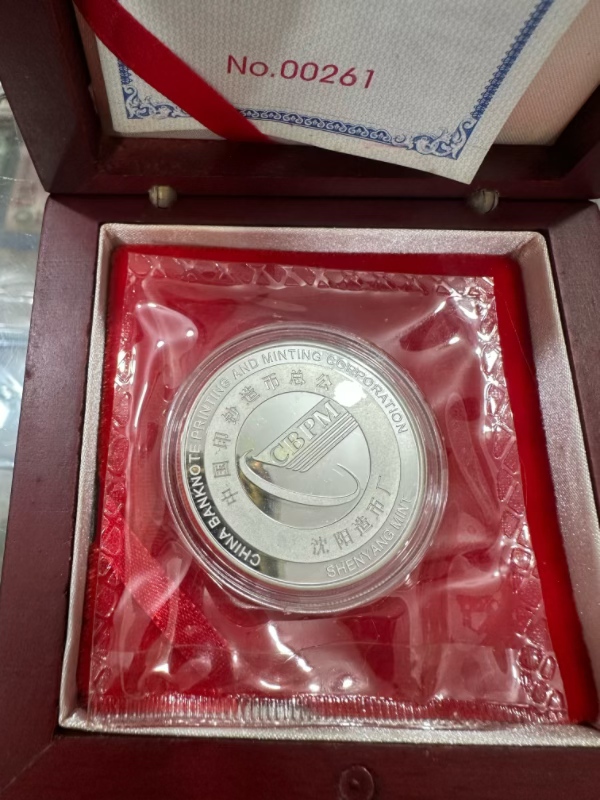 No.00261
CHINA BANKNOTE PRINTING AND MINTING CORPORATION
中国印钞造币总公
CBPM
沈阳造币厂
SHENYANG MINT